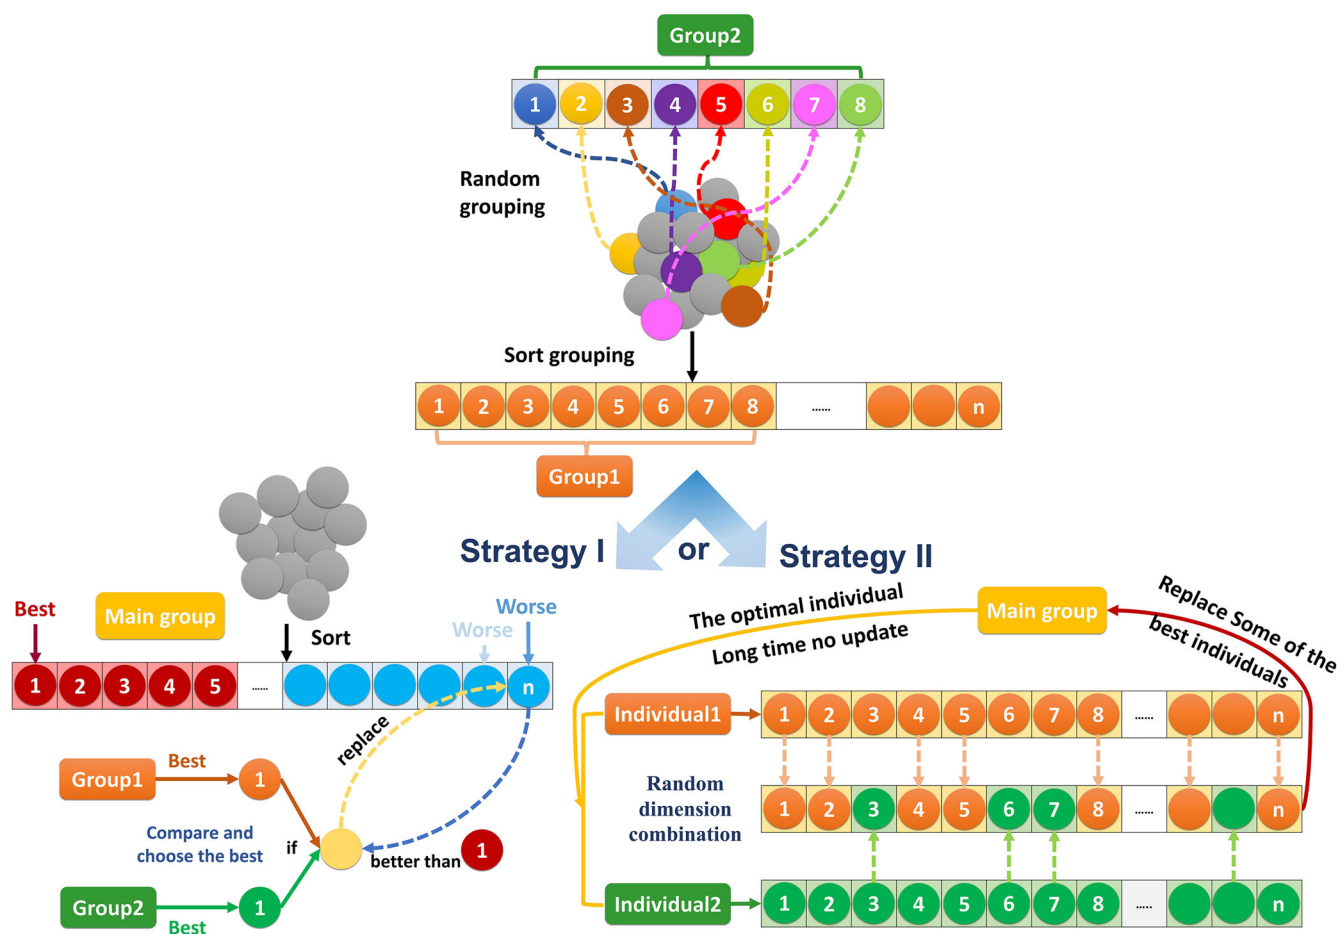 Group2
1 2 3 4 5 6 7 8
Random
grouping
Sort grouping
1 2 3 4 5 6 7 8 ...... n
Group1
Strategy I or Strategy II
Best
Main group
Sort
Worse
Worse
1 2 3 4 5 ...... n
replace
Group1
Best
1
Compare and
choose the best
if
better than
1
Group2
Best
1
The optimal individual
Long time no update
Main group
Replace Some of the
best individuals
Individual1
1 2 3 4 5 6 7 8 ...... n
Random
dimension
combination
1 2 3 4 5 6 7 8 ...... n
Individual2
1 2 3 4 5 6 7 8 ..... n